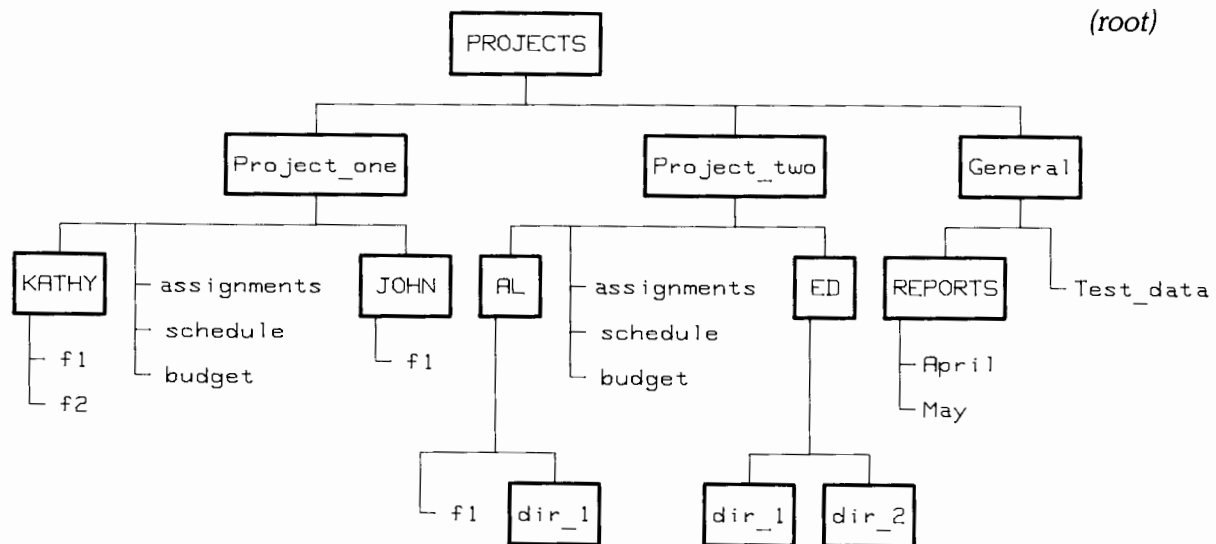 (root)
PROJECTS
Project_one
Project_two
General
KATHY
JOHN
AL
ED
REPORTS
assignments
schedule
budget
assignments
schedule
budget
Test_data
f1
f2
f1
April
May
f1
dir_1
dir_1
dir_2